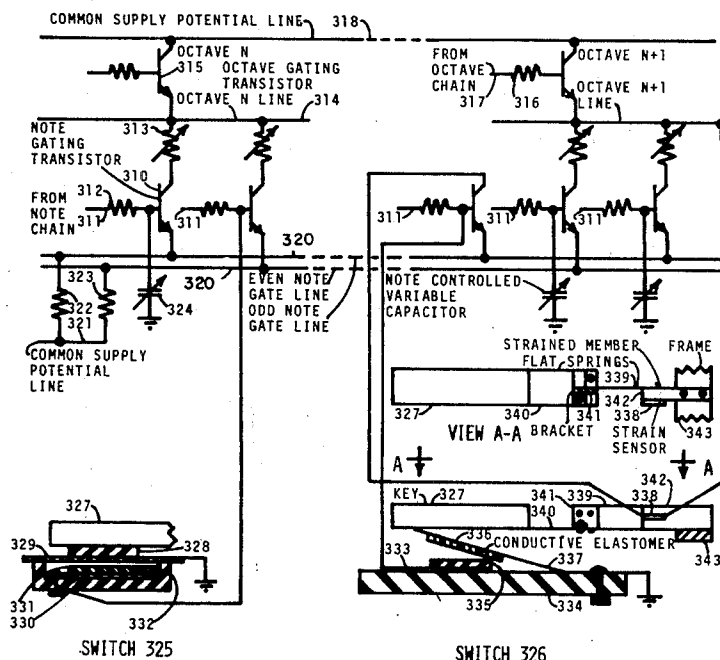 COMMON SUPPLY POTENTIAL LINE 318
OCTAVE N
315 OCTAVE GATING
TRANSISTOR
OCTAVE N LINE 314
FROM
OCTAVE
CHAIN
317 316
OCTAVE N+1
OCTAVE N+1
LINE
NOTE
GATING
TRANSISTOR
313
310
FROM
NOTE
CHAIN
312
311
311
311
311
311
320
320
323
322
321
324
EVEN NOTE
GATE LINE
ODD NOTE
GATE LINE
NOTE CONTROLLED
VARIABLE
CAPACITOR
COMMON SUPPLY
POTENTIAL
LINE
STRAINED MEMBER
FLAT SPRINGS
FRAME
339
342
327
340
341
338
VIEW A-A
BRACKET
STRAIN
SENSOR
343
A
A
KEY 327
341
339
340
338
342
336
CONDUCTIVE ELASTOMER
337
343
333
335
334
327
329
328
331
330
332
SWITCH 325
SWITCH 326